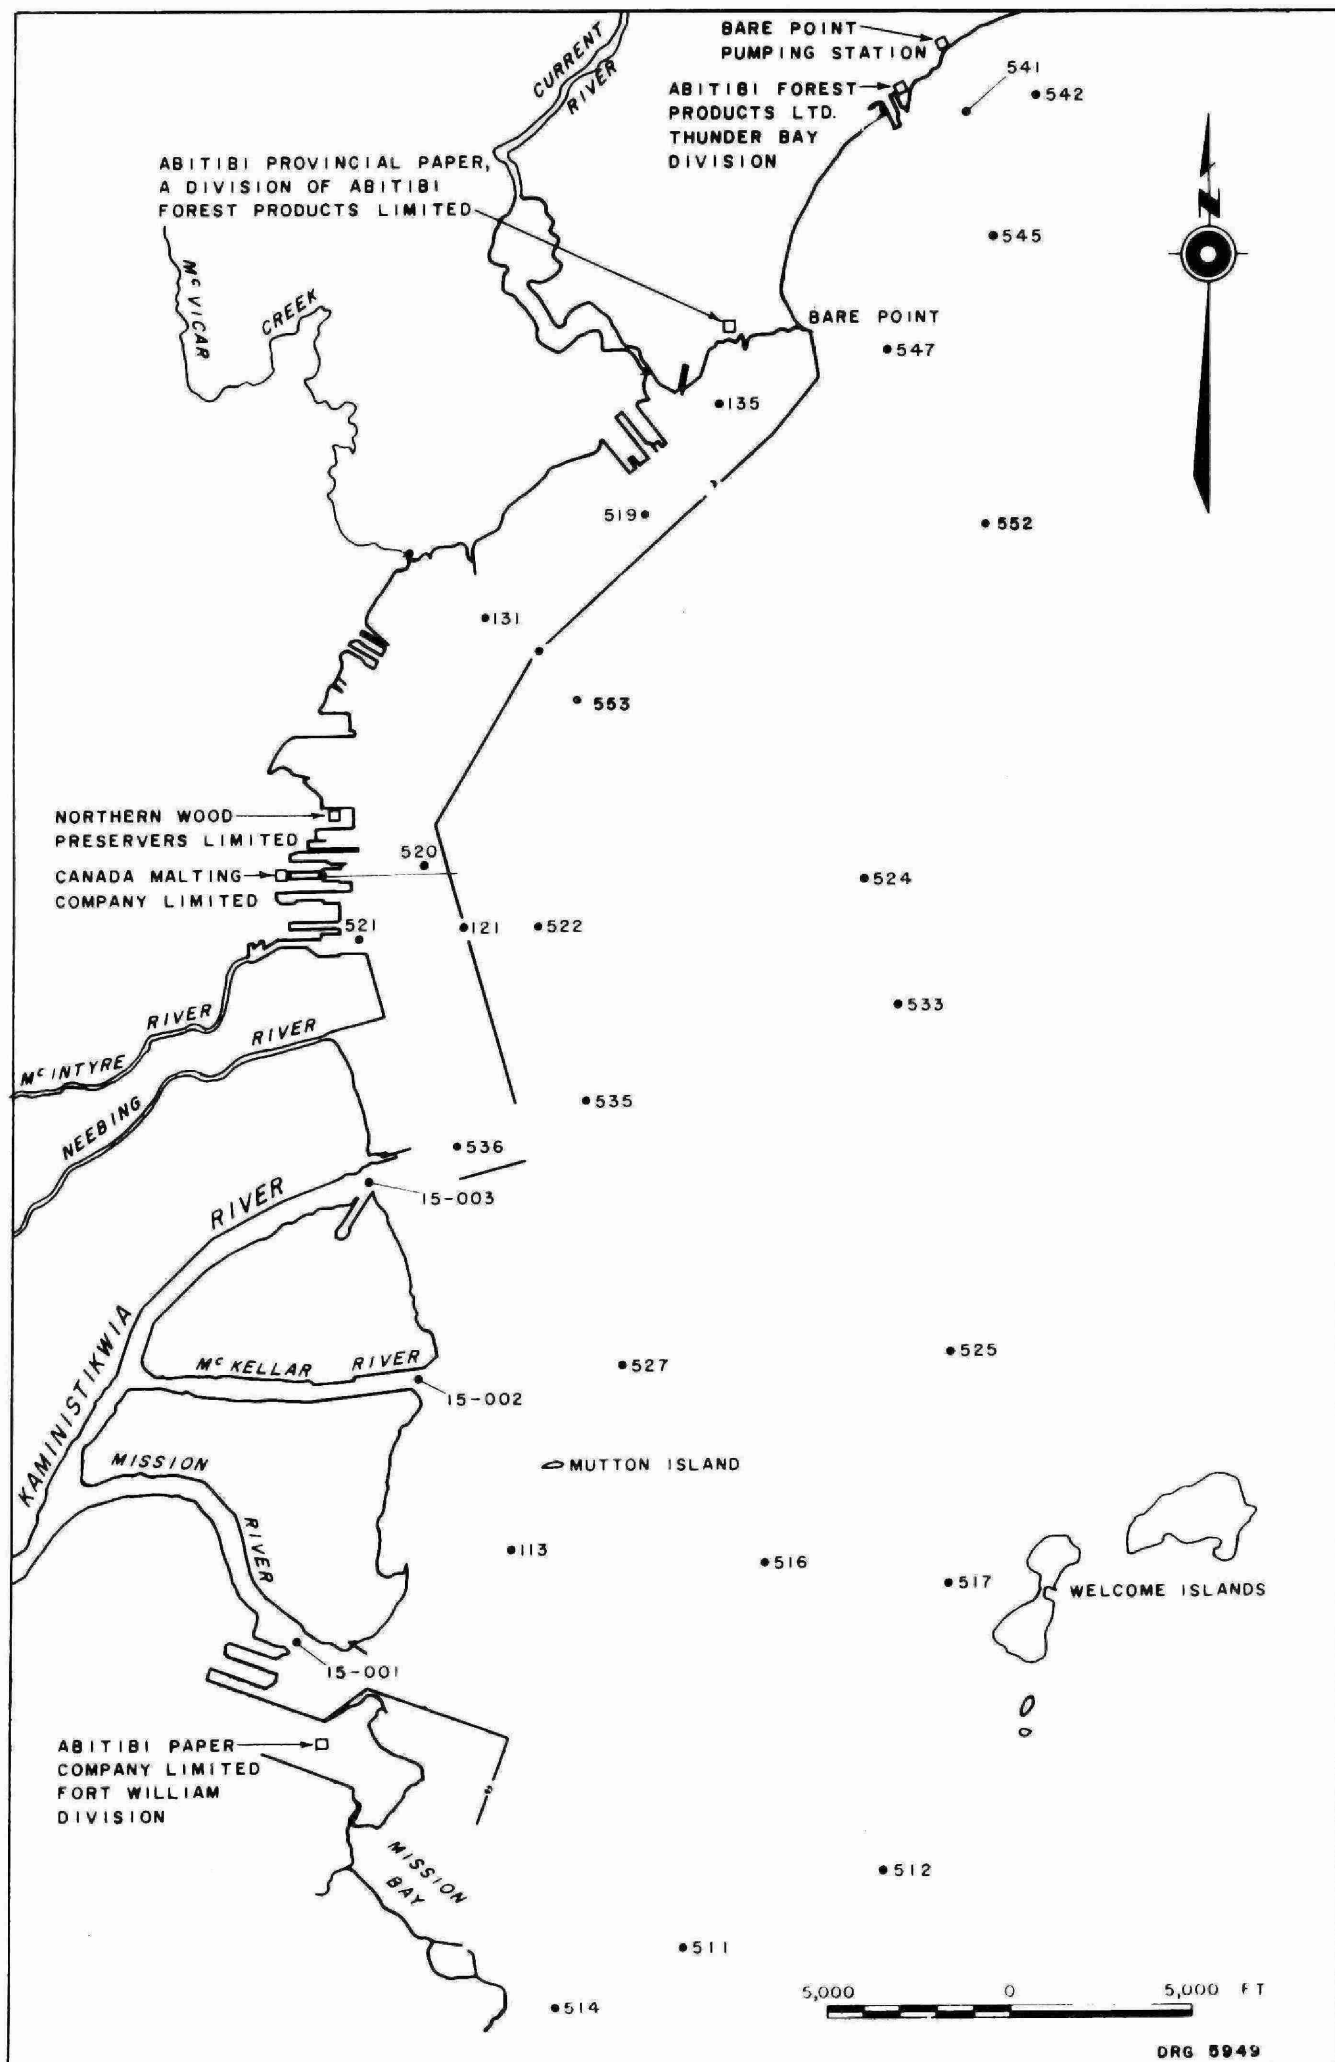 BARE POINT
PUMPING STATION
CURRENT
RIVER
541
542
ABITIBI FOREST
PRODUCTS LTD.
THUNDER BAY
DIVISION
N
ABITIBI PROVINCIAL PAPER,
A DIVISION OF ABITIBI
FOREST PRODUCTS LIMITED
545
McVICAR
CREEK
BARE POINT
547
135
519
552
131
553
NORTHERN WOOD
PRESERVERS LIMITED
520
CANADA MALTING
COMPANY LIMITED
524
521
121
522
533
McINTYRE
RIVER
NEEBING
RIVER
535
536
15-003
KAMINISTIKWIA
RIVER
McKELLAR RIVER
527
525
15-002
MISSION
RIVER
MUTTON ISLAND
113
516
517
WELCOME ISLANDS
15-001
ABITIBI PAPER
COMPANY LIMITED
FORT WILLIAM
DIVISION
MISSION
BAY
512
511
514
5,000 0 5,000 FT
DRG 5949